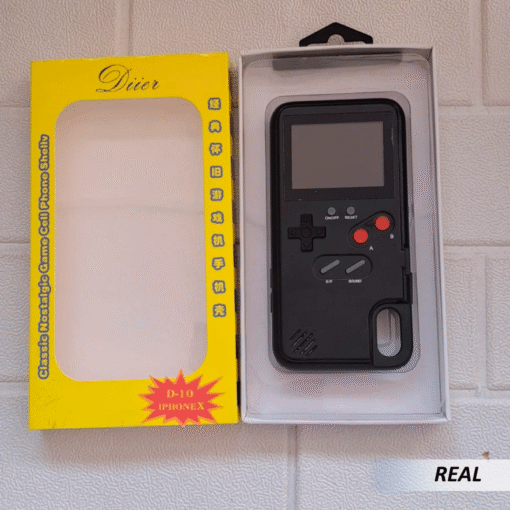 Diier
经典怀旧游戏机手机壳
Classic Nostalgic Game Cell Phone Shellv
D-10
IPHONEX
ON/OFF RESET
B
A
SOUND
REAL